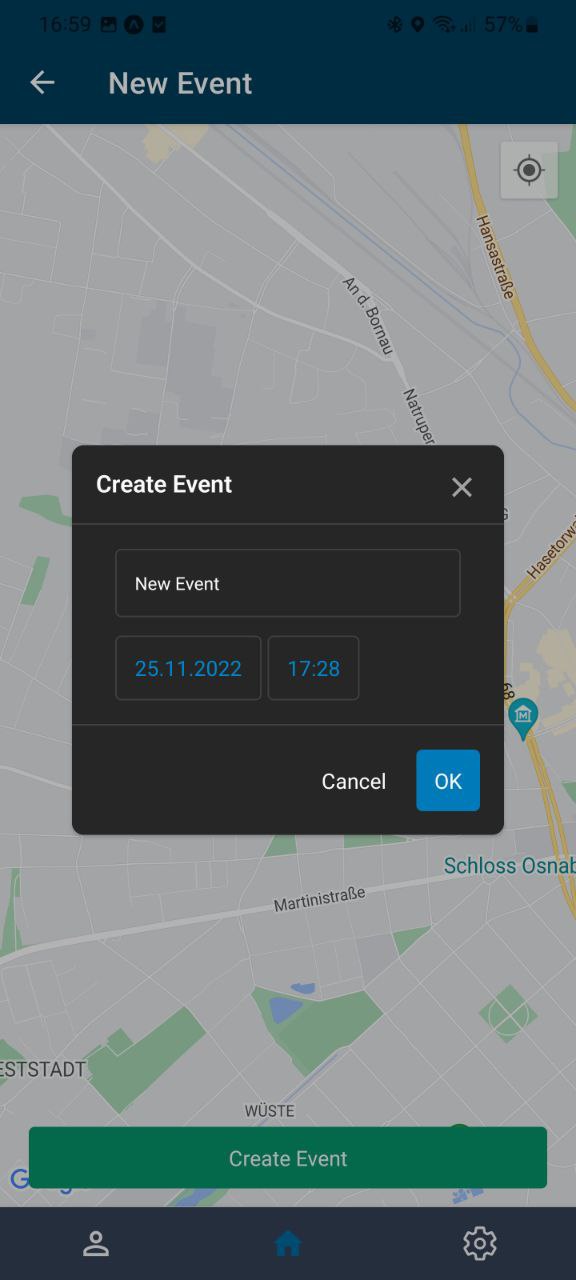 16:59
57%
New Event
Hansastraße
An d. Bornau
Natruper
Create Event
Hasetorwa
New Event
25.11.2022
17:28
68
Cancel
OK
Schloss Osnab
Martinistraße
ESTSTADT
WÜSTE
Create Event